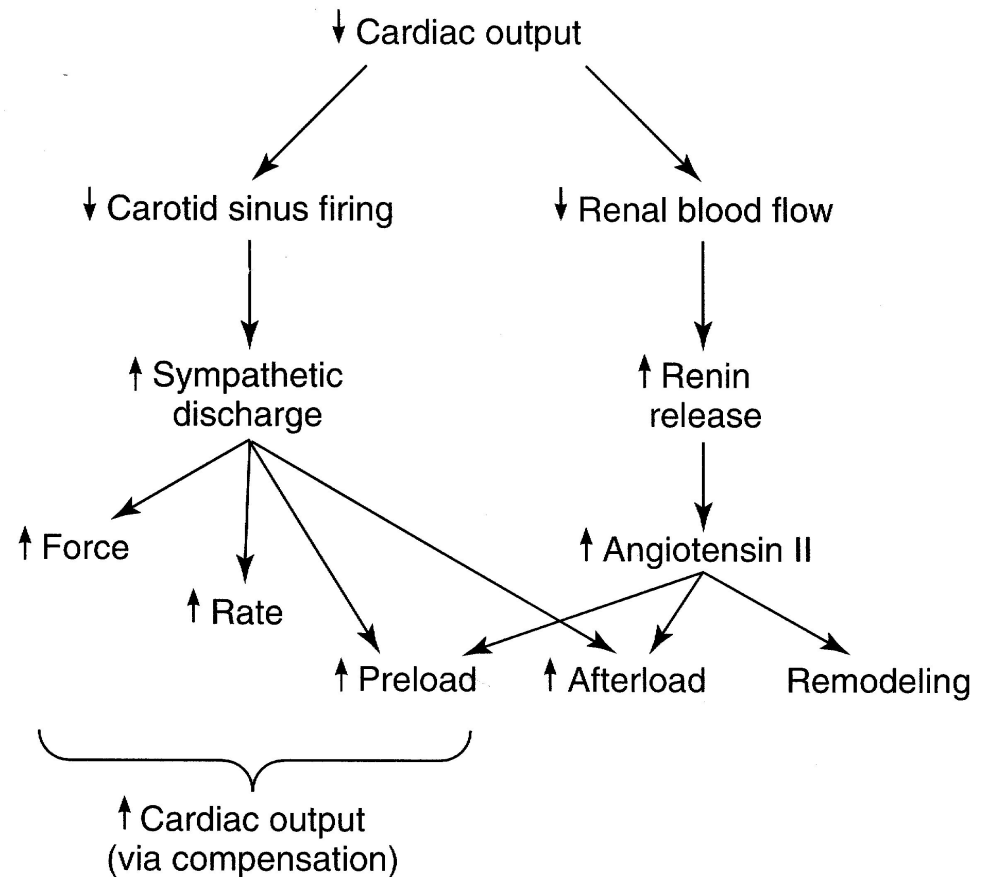 ↓ Cardiac output
↓ Carotid sinus firing
↓ Renal blood flow
↑ Sympathetic
discharge
↑ Renin
release
↑ Force
↑ Angiotensin II
↑ Rate
↑ Preload
↑ Afterload
Remodeling
↑ Cardiac output
(via compensation)